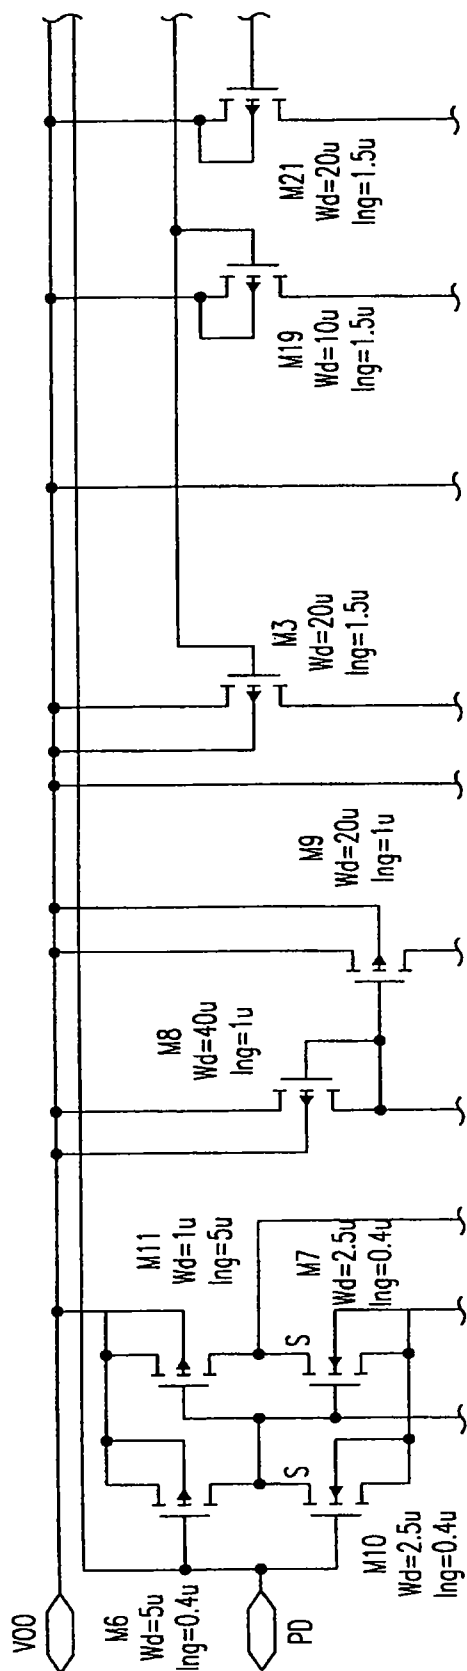 VOO
PD
M6
Wd=5u
lng=0.4u
M10
Wd=2.5u
lng=0.4u
S
S
M11
Wd=1u
lng=5u
M7
Wd=2.5u
lng=0.4u
M8
Wd=40u
lng=1u
M9
Wd=20u
lng=1u
M3
Wd=20u
lng=1.5u
M19
Wd=10u
lng=1.5u
M21
Wd=20u
lng=1.5u